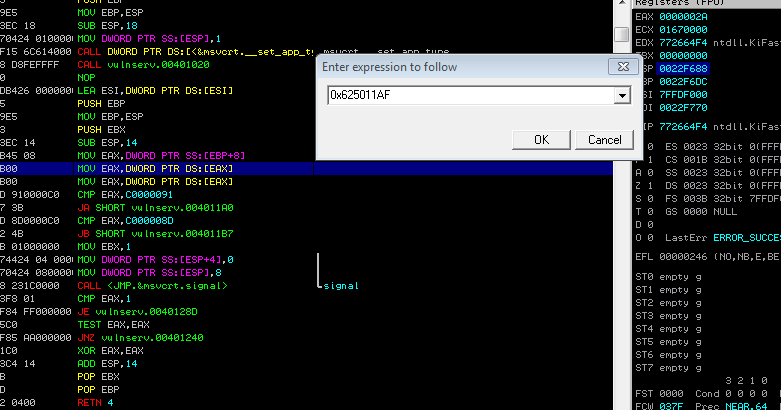 PUSH EBP
9E5 MOV EBP,ESP
3EC 18 SUB ESP,18
70424 010000 MOV DWORD PTR SS:[ESP],1
F15 6C614000 CALL DWORD PTR DS:[<&msvcrt.__set_app_ty msvcrt.__set_app_type
8 D8FEFFFF CALL vulnserv.00401020
0 NOP
DB426 000000 LEA ESI,DWORD PTR DS:[ESI]
5 PUSH EBP
9E5 MOV EBP,ESP
3 PUSH EBX
3EC 14 SUB ESP,14
B45 08 MOV EAX,DWORD PTR SS:[EBP+8]
B00 MOV EAX,DWORD PTR DS:[EAX]
B00 MOV EAX,DWORD PTR DS:[EAX]
D 910000C0 CMP EAX,C0000091
7 3B JA SHORT vulnserv.004011A0
D 8D0000C0 CMP EAX,C000008D
2 4B JB SHORT vulnserv.004011B7
B 01000000 MOV EBX,1
74424 04 000 MOV DWORD PTR SS:[ESP+4],0
70424 080000 MOV DWORD PTR SS:[ESP],8
8 231C0000 CALL <JMP.&msvcrt.signal> signal
3F8 01 CMP EAX,1
F84 FF000000 JE vulnserv.0040128D
5C0 TEST EAX,EAX
F85 AA000000 JNZ vulnserv.00401240
1C0 XOR EAX,EAX
3C4 14 ADD ESP,14
B POP EBX
D POP EBP
2 0400 RETN 4
Enter expression to follow
0x625011AF
OK Cancel
Registers (FPU)
EAX 0000002A
ECX 01670000
EDX 772664F4 ntdll.KiFas
EBX 00000000
SP 0022F688
BP 0022F6DC
SI 7FFDF000
DI 0022F770
IP 772664F4 ntdll.KiFas
0 ES 0023 32bit 0(FFFF
1 CS 001B 32bit 0(FFFF
A 0 SS 0023 32bit 0(FFFF
Z 1 DS 0023 32bit 0(FFFF
S 0 FS 003B 32bit 7FFDF
T 0 GS 0000 NULL
D 0
O 0 LastErr ERROR_SUCCES
EFL 00000246 (NO,NB,E,BE
ST0 empty g
ST1 empty g
ST2 empty g
ST3 empty g
ST4 empty g
ST5 empty g
ST6 empty g
ST7 empty g
3 2 1 0
FST 0000 Cond 0 0 0 0
FCW 037F Prec NEAR,64